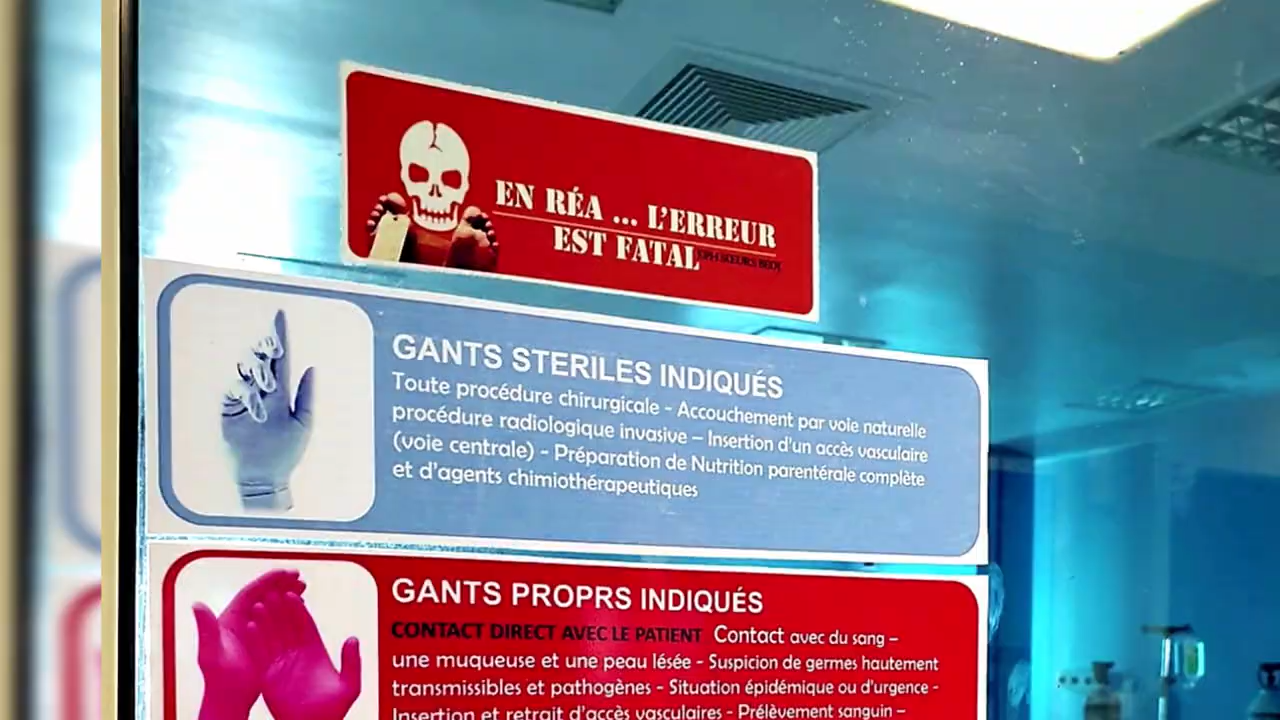 EN RÉA ... L'ERREUR
EST FATAL
GANTS STERILES INDIQUÉS
Toute procédure chirurgicale - Accouchement par voie naturelle
procédure radiologique invasive – Insertion d'un accès vasculaire
(voie centrale) - Préparation de Nutrition parentérale complète
et d'agents chimiothérapeutiques
GANTS PROPRS INDIQUÉS
CONTACT DIRECT AVEC LE PATIENT Contact avec du sang –
une muqueuse et une peau lésée - Suspicion de germes hautement
transmissibles et pathogènes - Situation épidémique ou d'urgence -
Insertion et retrait d'accès vasculaires - Prélèvement sanguin –